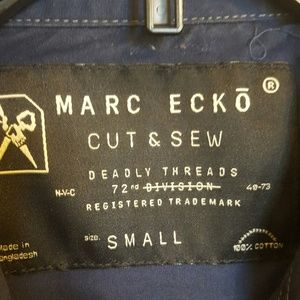 MARC ECKŌ ®
CUT & SEW
DEADLY THREADS
N-V-C 72nd DIVISION 40-73
REGISTERED TRADEMARK
SIZE: SMALL
Made in
Bangladesh
100% COTTON